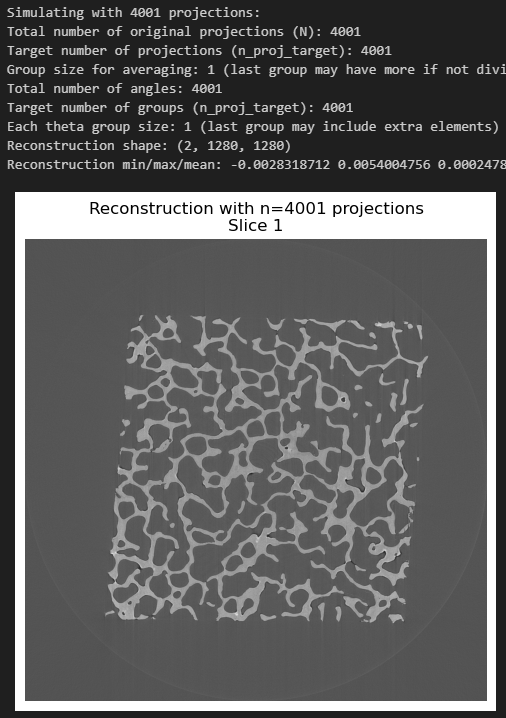 Simulating with 4001 projections:
Total number of original projections (N): 4001
Target number of projections (n_proj_target): 4001
Group size for averaging: 1 (last group may have more if not divi
Total number of angles: 4001
Target number of groups (n_proj_target): 4001
Each theta group size: 1 (last group may include extra elements)
Reconstruction shape: (2, 1280, 1280)
Reconstruction min/max/mean: -0.0028318712 0.0054004756 0.0002478
Reconstruction with n=4001 projections
Slice 1